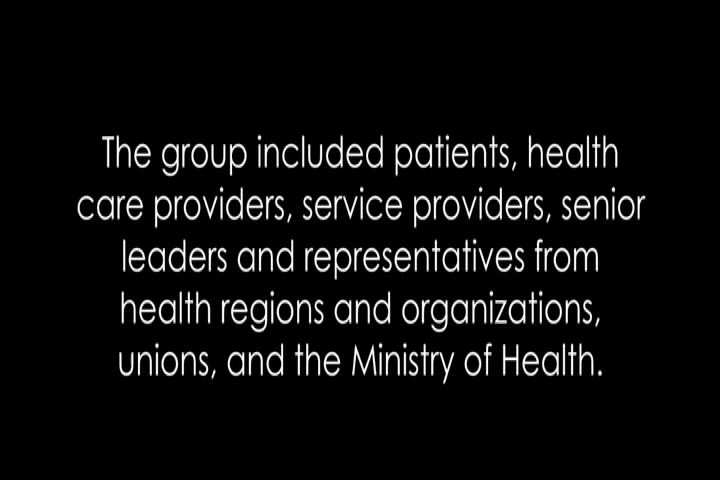 The group included patients, health
care providers, service providers, senior
leaders and representatives from
health regions and organizations,
unions, and the Ministry of Health.